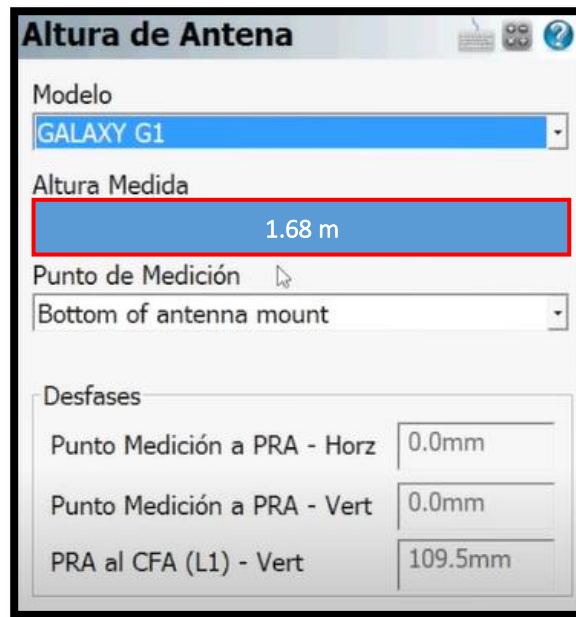 Altura de Antena
Modelo
GALAXY G1
Altura Medida
1.68 m
Punto de Medición
Bottom of antenna mount
Desfases
Punto Medición a PRA - Horz 0.0mm
Punto Medición a PRA - Vert 0.0mm
PRA al CFA (L1) - Vert 109.5mm